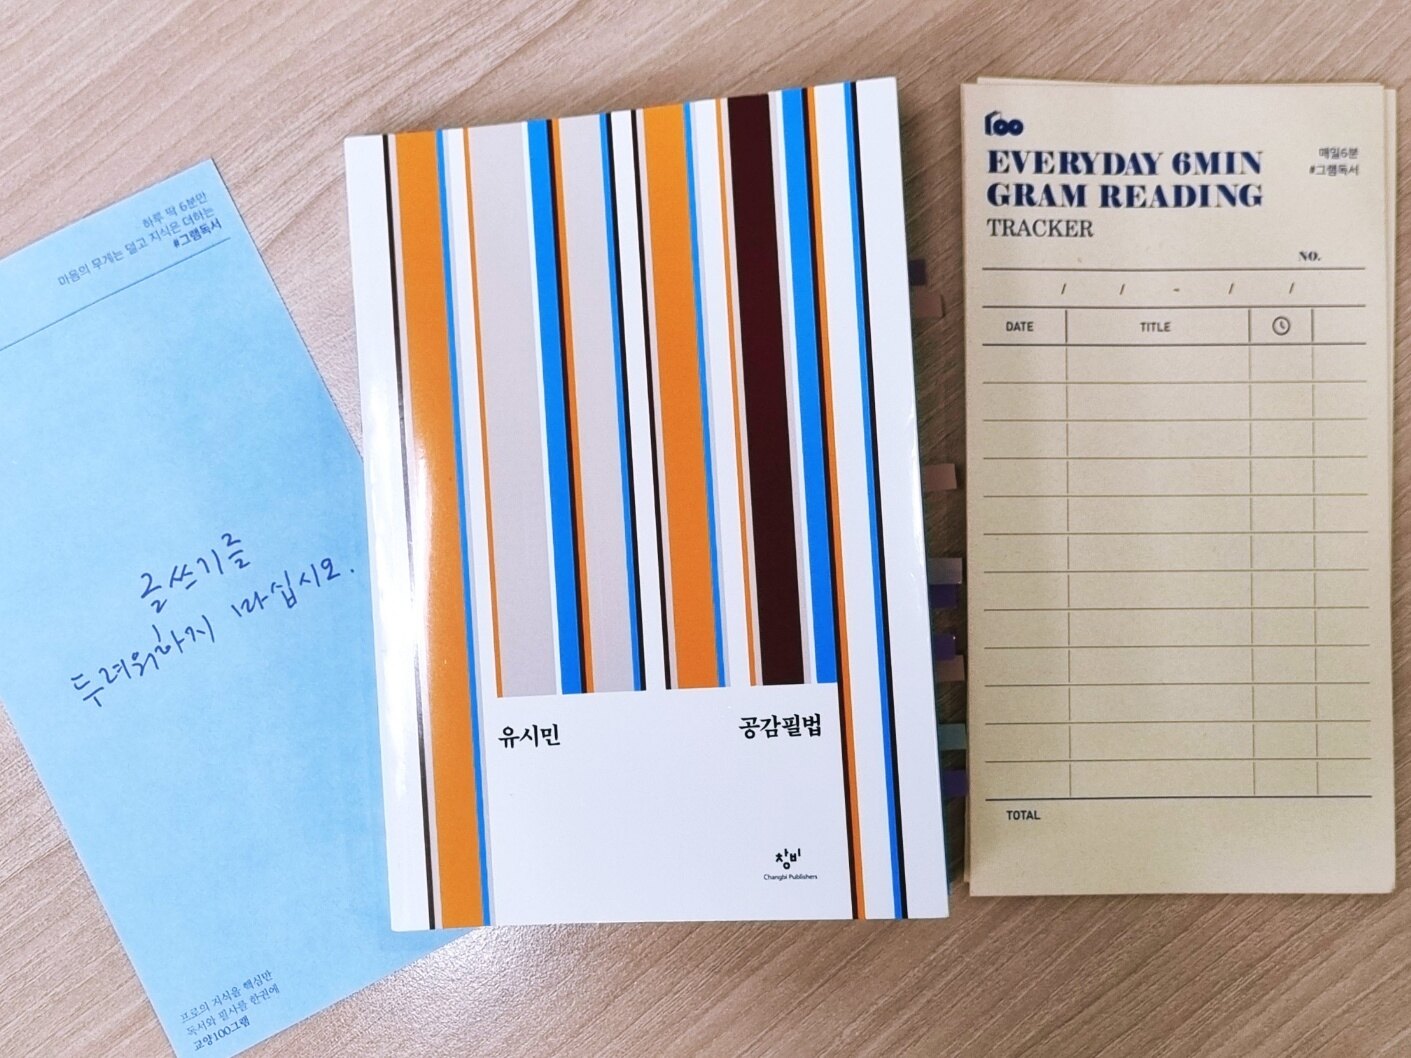 하루 딱 6분만
마음의 무게는 덜고 지식은 더하는
#그램독서
글쓰기를
두려워하지 마십시오.
프로의 지식을 핵심만
독서와 필사를 한권에
교양100그램
유시민
공감필법
창비
Changbi Publishers
100
EVERYDAY 6MIN
GRAM READING
TRACKER
매일6분
#그램독서
NO.
/ / - / /
DATE TITLE
TOTAL